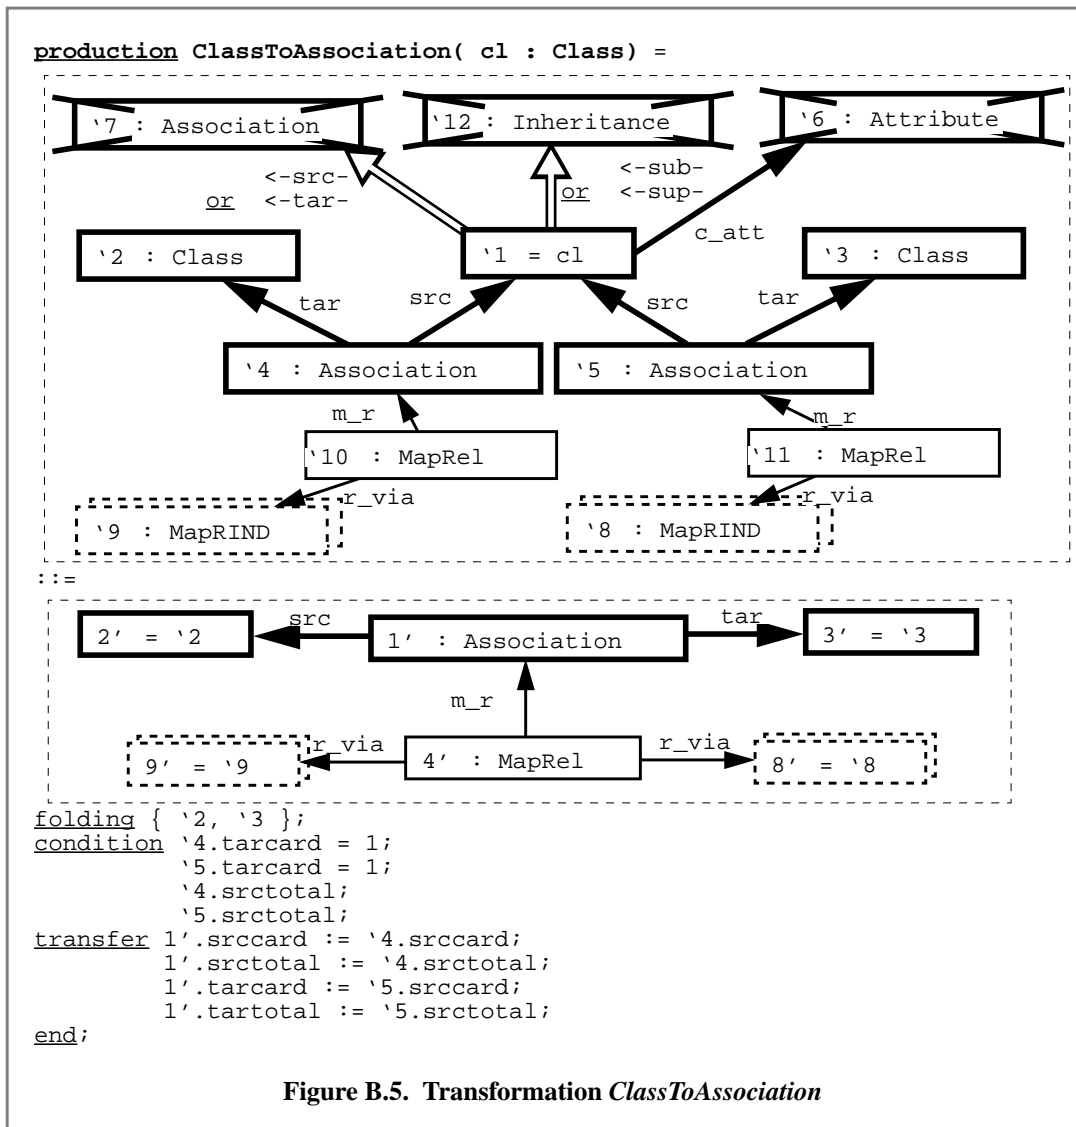 production ClassToAssociation( cl : Class) =
‘7 : Association
‘12 : Inheritance
‘6 : Attribute
<-src-
or <-tar-
<-sub-
or <-sup-
c_att
‘2 : Class
‘1 = cl
‘3 : Class
tar
src
src
tar
‘4 : Association
‘5 : Association
m_r
m_r
‘10 : MapRel
‘11 : MapRel
r_via
r_via
‘9 : MapRIND
‘8 : MapRIND
::=
2’ = ‘2
src
1’ : Association
tar
3’ = ‘3
m_r
9’ = ‘9
r_via
4’ : MapRel
r_via
8’ = ‘8
folding { ‘2, ‘3 };
condition ‘4.tarcard = 1;
‘5.tarcard = 1;
‘4.srctotal;
‘5.srctotal;
transfer 1’.srccard := ‘4.srccard;
1’.srctotal := ‘4.srctotal;
1’.tarcard := ‘5.srccard;
1’.tartotal := ‘5.srctotal;
end;
Figure B.5. Transformation ClassToAssociation